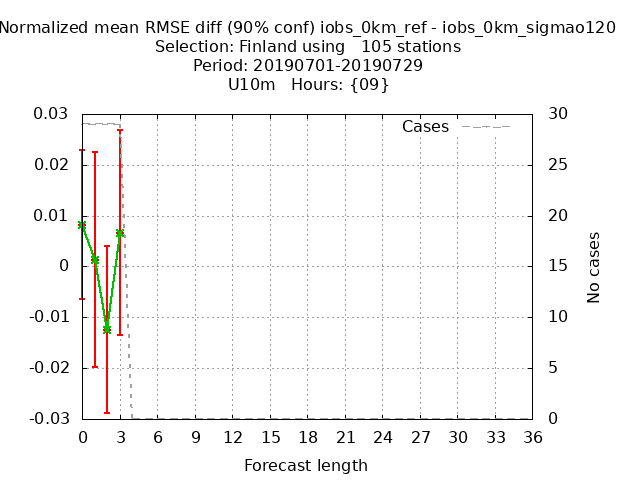 Normalized mean RMSE diff (90% conf) iobs_0km_ref - iobs_0km_sigmao120
Selection: Finland using   105 stations
Period: 20190701-20190729
U10m   Hours: {09}
0.03
0.02
0.01
0
-0.01
-0.02
-0.03
Cases
30
25
20
15
10
5
0
No cases
0 3 6 9 12 15 18 21 24 27 30 33 36
Forecast length